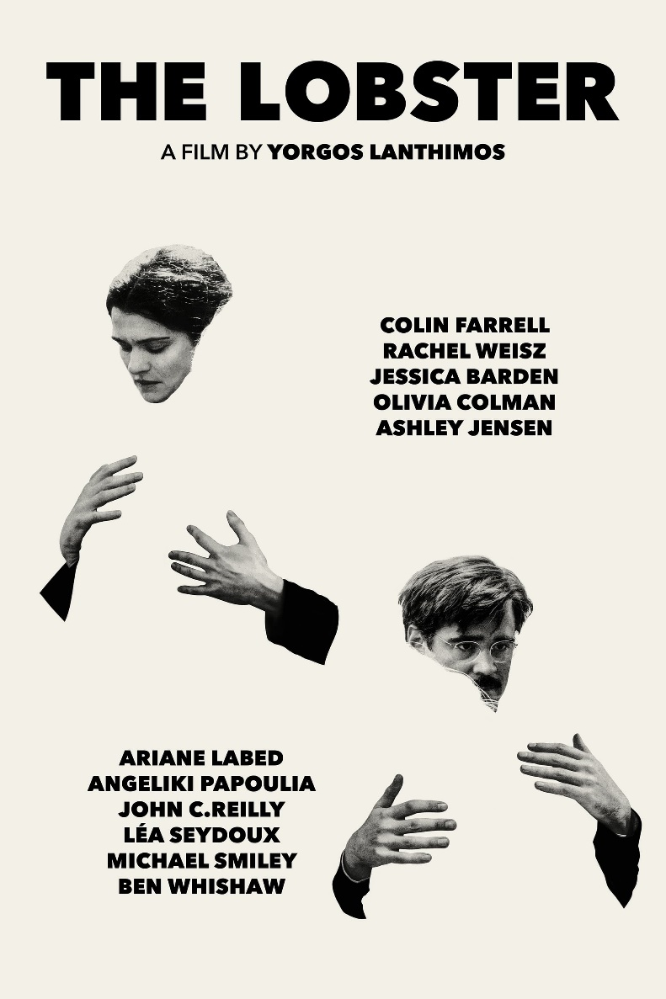 THE LOBSTER
A FILM BY YORGOS LANTHIMOS
COLIN FARRELL
RACHEL WEISZ
JESSICA BARDEN
OLIVIA COLMAN
ASHLEY JENSEN
ARIANE LABED
ANGELIKI PAPOULIA
JOHN C.REILLY
LÉA SEYDOUX
MICHAEL SMILEY
BEN WHISHAW